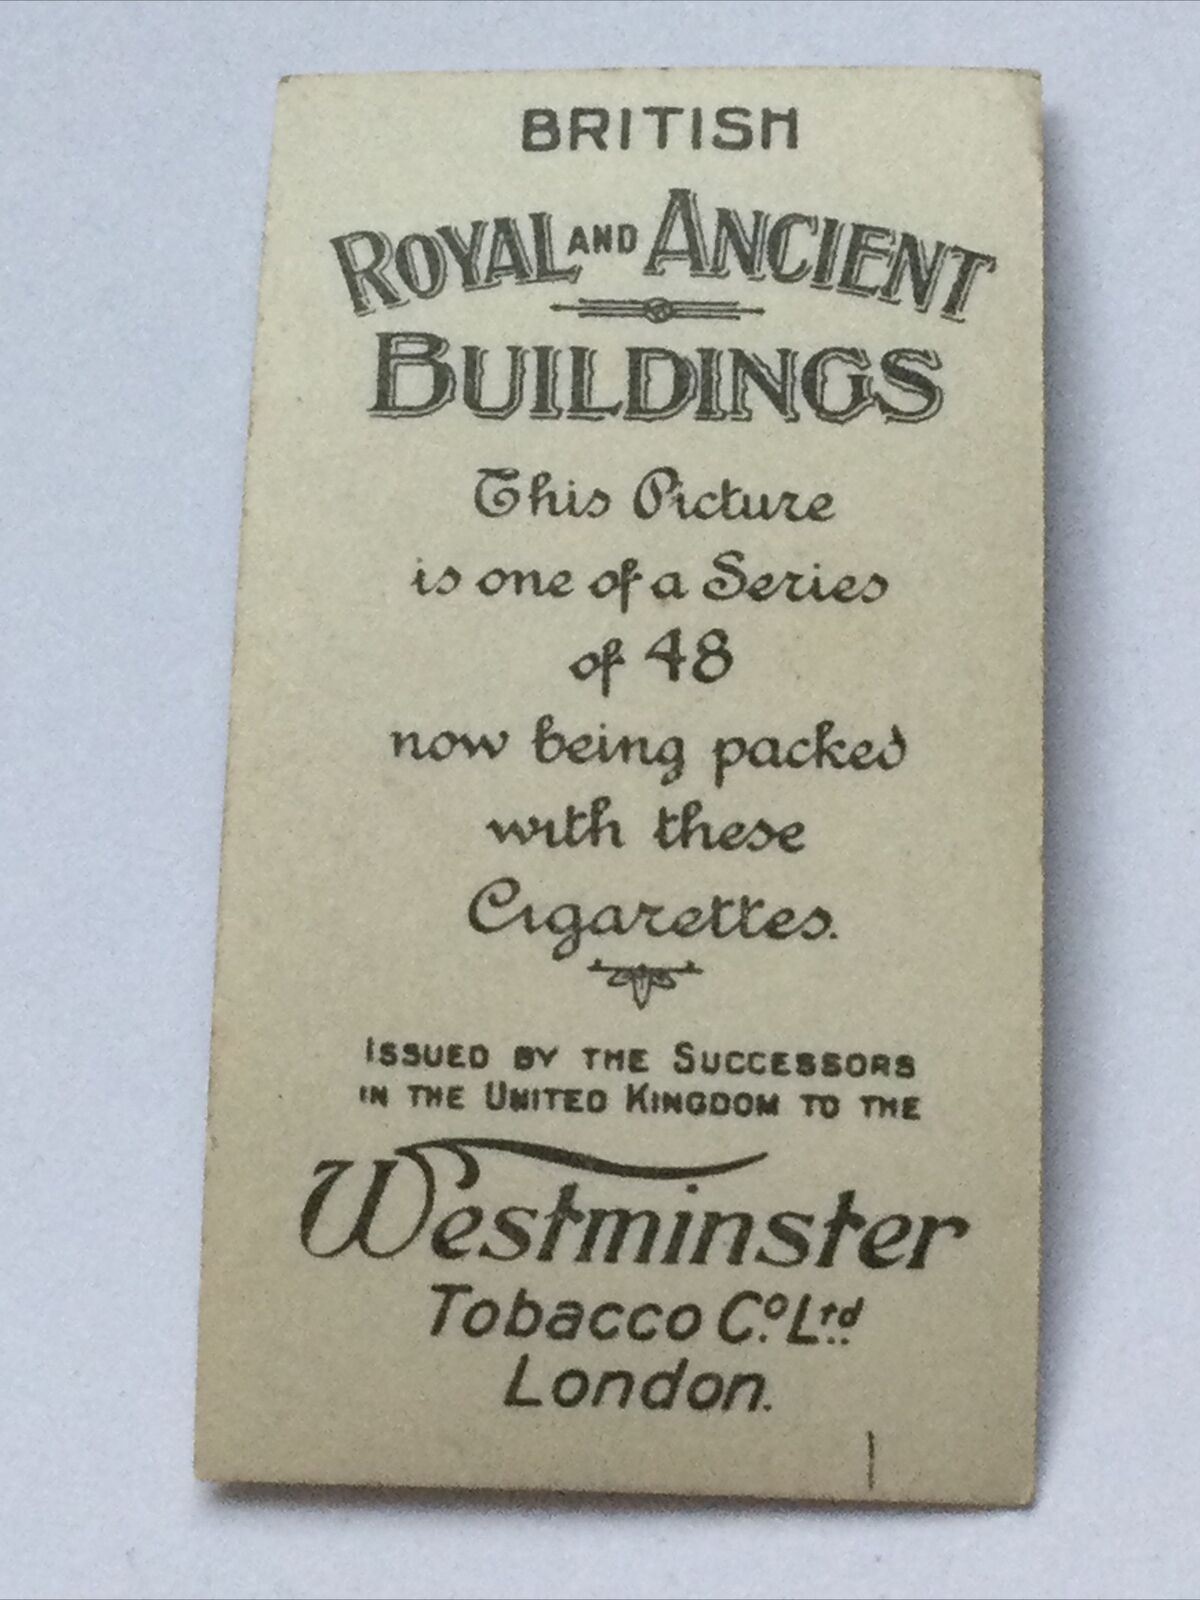 BRITISH
ROYAL AND ANCIENT
BUILDINGS
This Picture
is one of a Series
of 48
now being packed
with these
Cigarettes.
ISSUED BY THE SUCCESSORS
IN THE UNITED KINGDOM TO THE
Westminster
Tobacco Co. Ltd.
London.